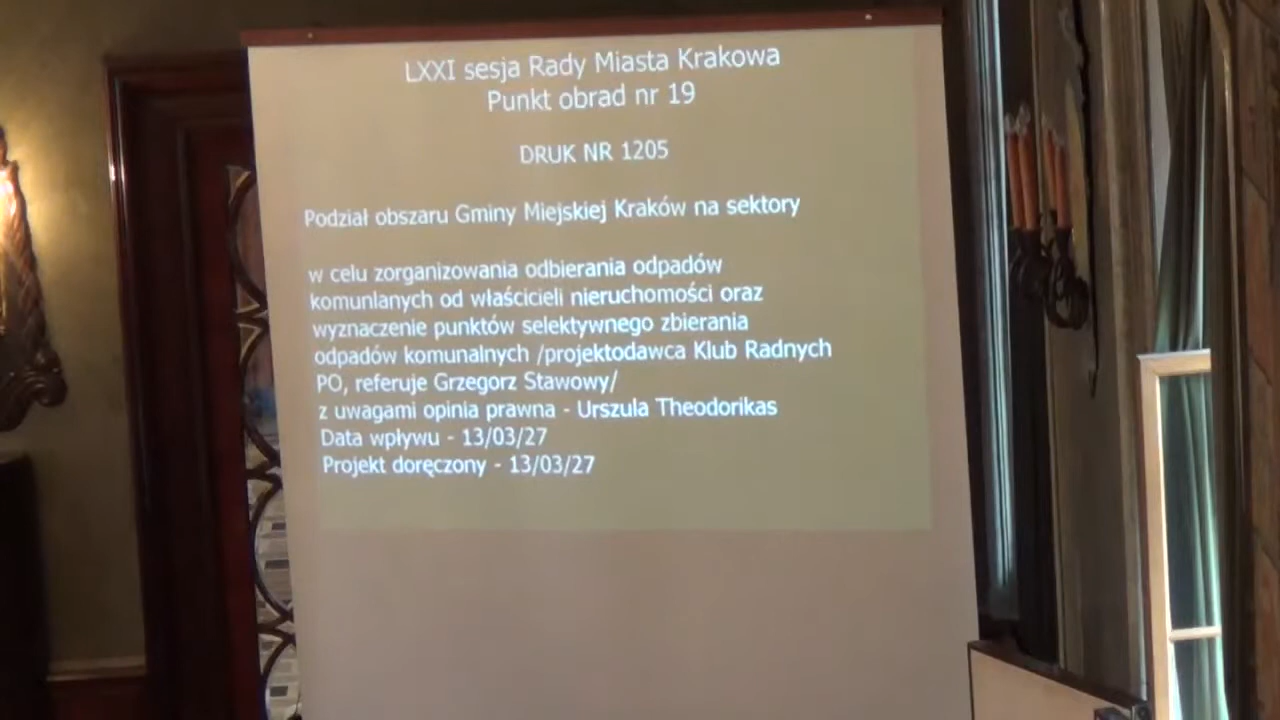 LXXI sesja Rady Miasta Krakowa
Punkt obrad nr 19
DRUK NR 1205
Podział obszaru Gminy Miejskiej Kraków na sektory
w celu zorganizowania odbierania odpadów
komunlanych od właścicieli nieruchomości oraz
wyznaczenie punktów selektywnego zbierania
odpadów komunalnych /projektodawca Klub Radnych
PO, referuje Grzegorz Stawowy/
z uwagami opinia prawna - Urszula Theodorikas
Data wpływu - 13/03/27
Projekt doręczony - 13/03/27